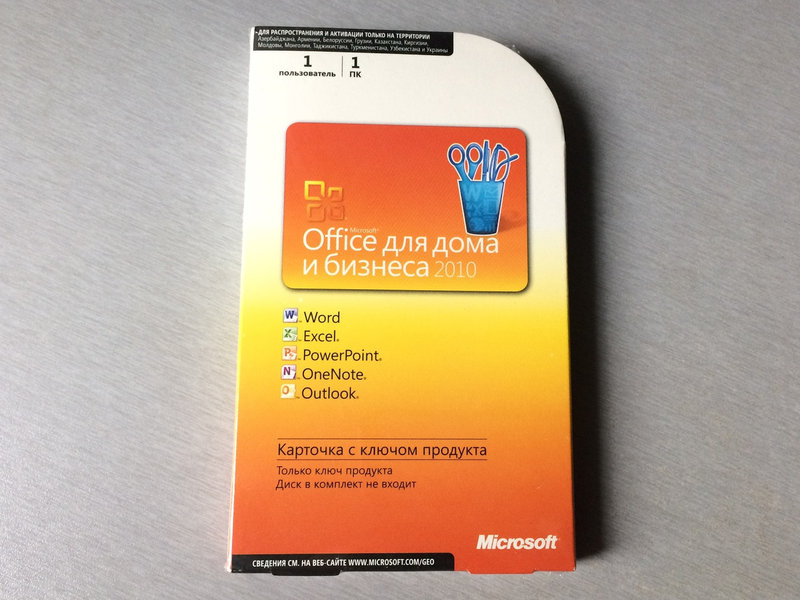 •ДЛЯ РАСПРОСТРАНЕНИЯ И АКТИВАЦИИ ТОЛЬКО НА ТЕРРИТОРИИ
Азербайджана, Армении, Белоруссии, Грузии, Казахстана, Киргизии,
Молдовы, Монголии, Таджикистана, Туркменистана, Узбекистана и Украины
1 1
пользователь ПК
Microsoft®
Office для дома
и бизнеса 2010
Word
Excel®
PowerPoint®
OneNote®
Outlook®
Карточка с ключом продукта
Только ключ продукта
Диск в комплект не входит
Microsoft
СВЕДЕНИЯ СМ. НА ВЕБ-САЙТЕ WWW.MICROSOFT.COM/GEO